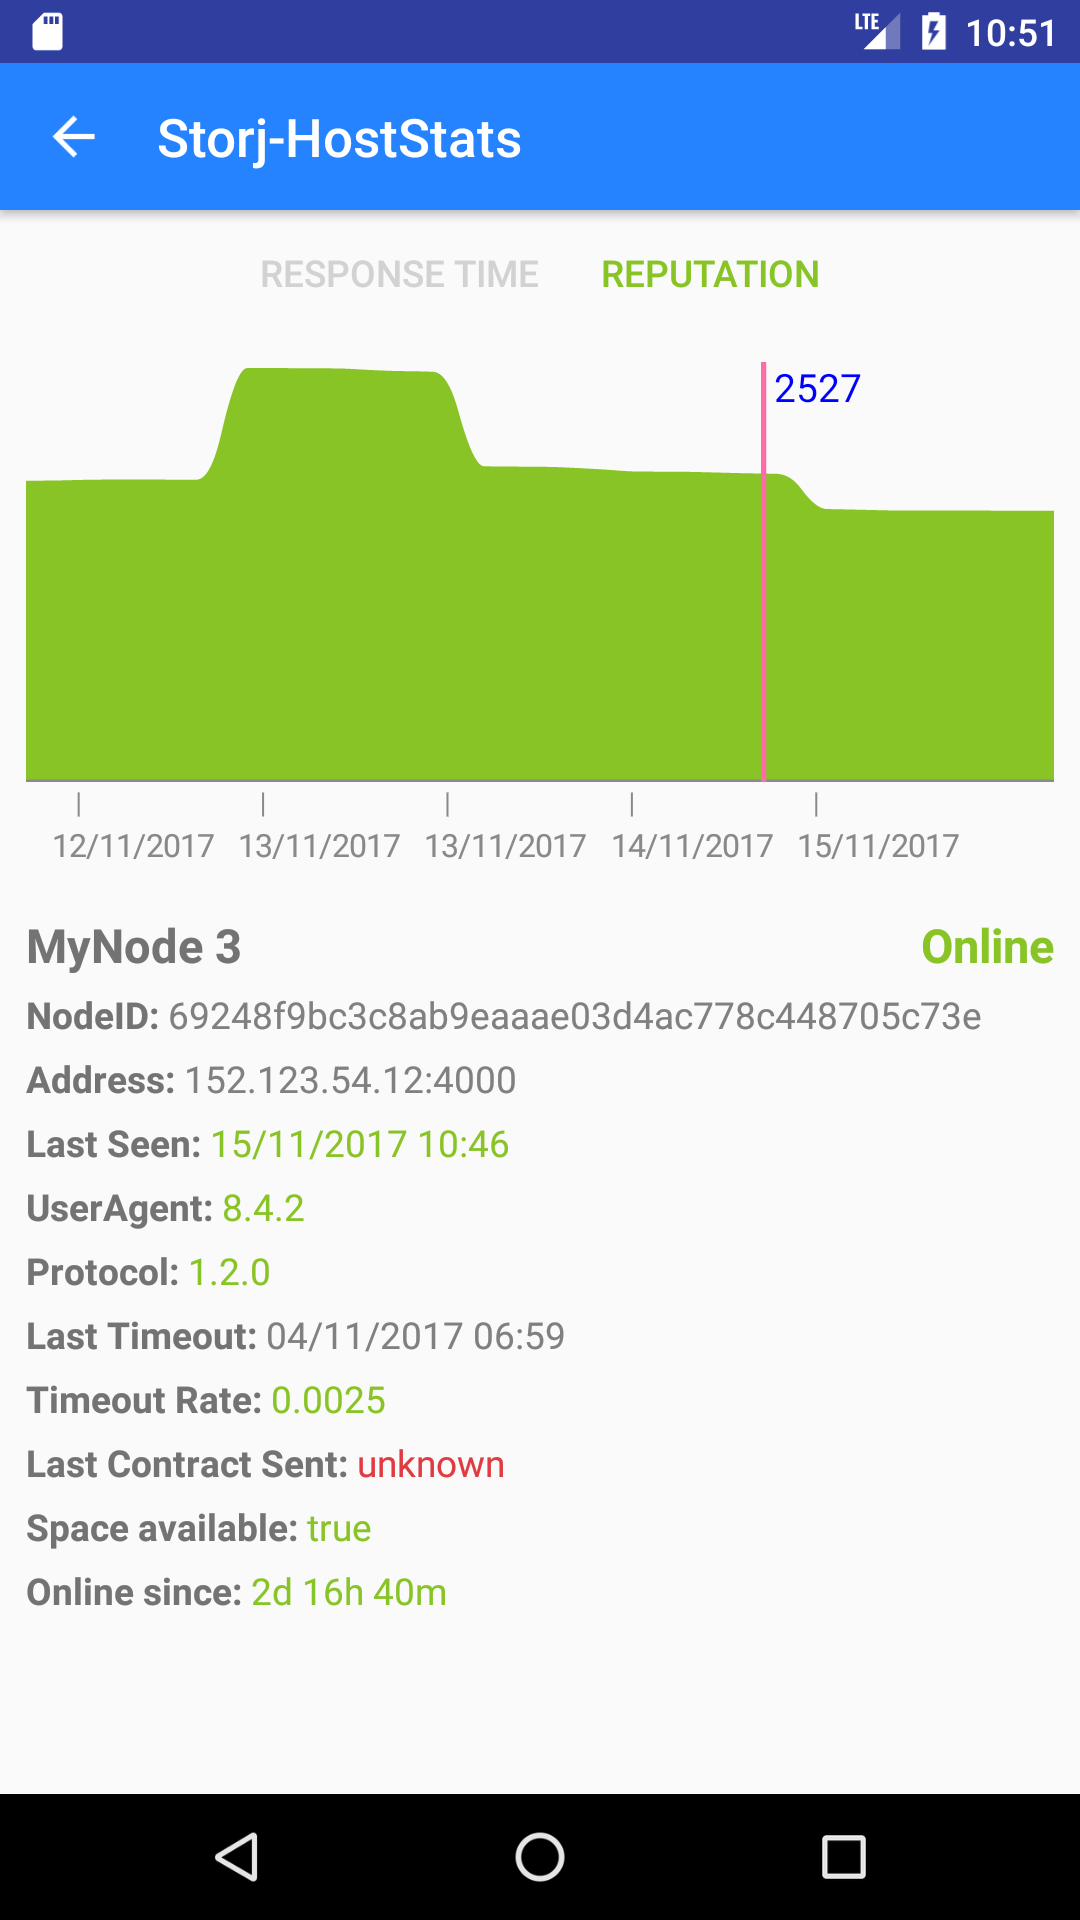 LTE 10:51
Storj-HostStats
RESPONSE TIME REPUTATION
2527
12/11/2017 13/11/2017 13/11/2017 14/11/2017 15/11/2017
MyNode 3 Online
NodeID: 69248f9bc3c8ab9eaaae03d4ac778c448705c73e
Address: 152.123.54.12:4000
Last Seen: 15/11/2017 10:46
UserAgent: 8.4.2
Protocol: 1.2.0
Last Timeout: 04/11/2017 06:59
Timeout Rate: 0.0025
Last Contract Sent: unknown
Space available: true
Online since: 2d 16h 40m